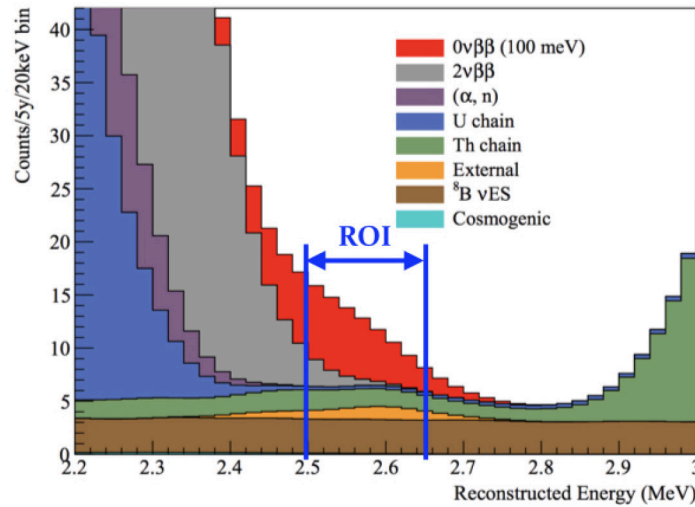 Counts/5y/20keV bin
40
35
30
25
20
15
10
5
0
0νββ (100 meV)
2νββ
(α, n)
U chain
Th chain
External
⁸B νES
Cosmogenic
ROI
2.2 2.3 2.4 2.5 2.6 2.7 2.8 2.9 3
Reconstructed Energy (MeV)